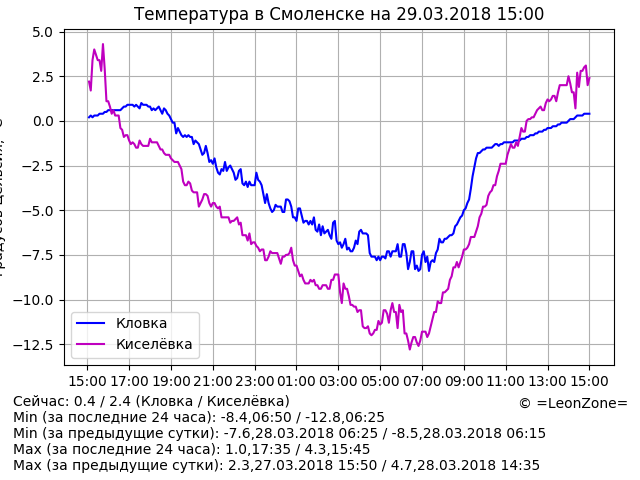 Температура в Смоленске на 29.03.2018 15:00
5.0
2.5
0.0
−2.5
−5.0
−7.5
−10.0
−12.5
Кловка
Киселёвка
15:00 17:00 19:00 21:00 23:00 01:00 03:00 05:00 07:00 09:00 11:00 13:00 15:00
Сейчас: 0.4 / 2.4 (Кловка / Киселёвка)
© =LeonZone=
Min (за последние 24 часа): -8.4,06:50 / -12.8,06:25
Min (за предыдущие сутки): -7.6,28.03.2018 06:25 / -8.5,28.03.2018 06:15
Max (за последние 24 часа): 1.0,17:35 / 4.3,15:45
Max (за предыдущие сутки): 2.3,27.03.2018 15:50 / 4.7,28.03.2018 14:35